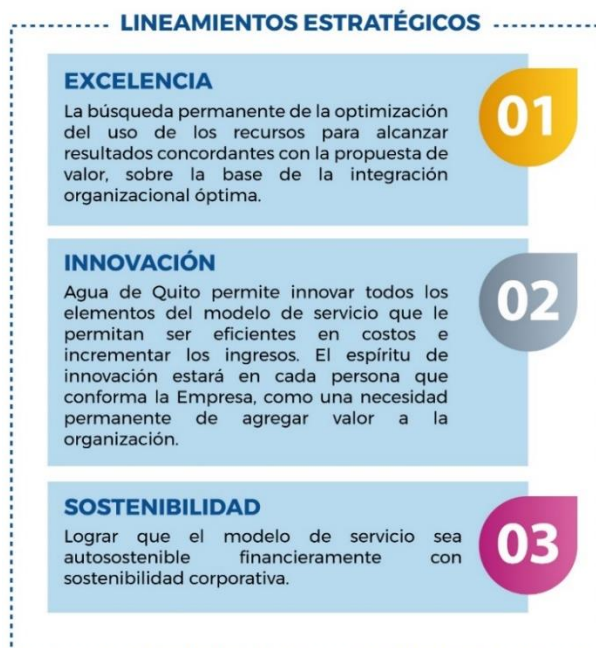 LINEAMIENTOS ESTRATÉGICOS
EXCELENCIA
La búsqueda permanente de la optimización
del uso de los recursos para alcanzar
resultados concordantes con la propuesta de
valor, sobre la base de la integración
organizacional óptima.
01
INNOVACIÓN
Agua de Quito permite innovar todos los
elementos del modelo de servicio que le
permitan ser eficientes en costos e
incrementar los ingresos. El espíritu de
innovación estará en cada persona que
conforma la Empresa, como una necesidad
permanente de agregar valor a la
organización.
02
SOSTENIBILIDAD
Lograr que el modelo de servicio sea
autosostenible financieramente con
sostenibilidad corporativa.
03